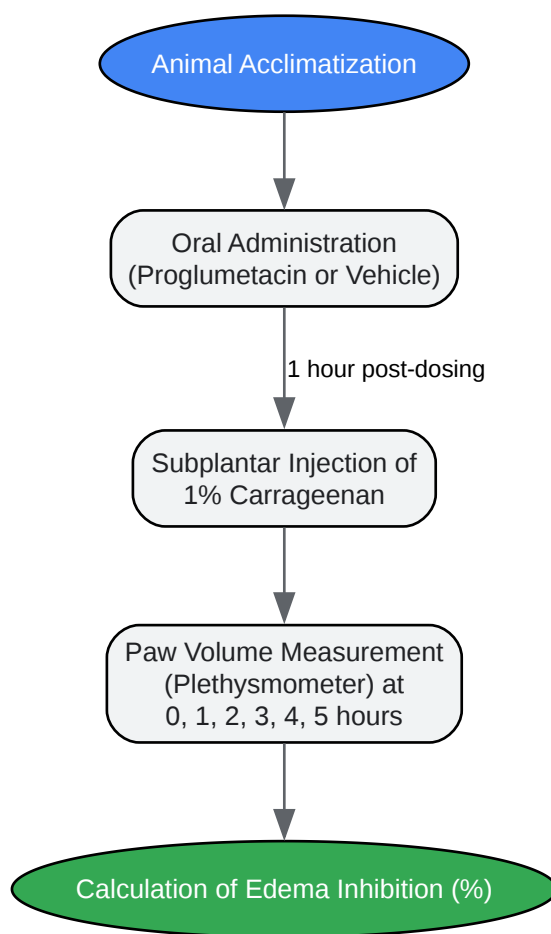 Animal Acclimatization
Oral Administration
(Proglumetacin or Vehicle)
1 hour post-dosing
Subplantar Injection of
1% Carrageenan
Paw Volume Measurement
(Plethysmometer) at
0, 1, 2, 3, 4, 5 hours
Calculation of Edema Inhibition (%)